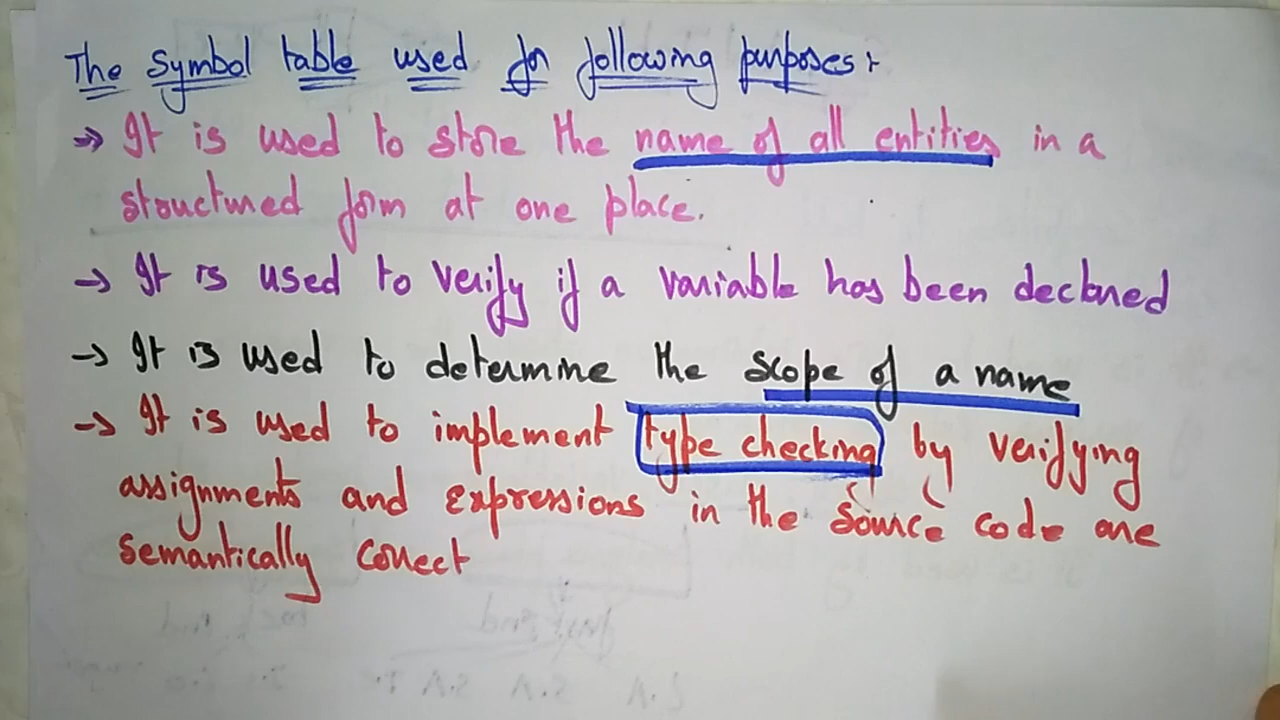 The Symbol table used for following purposes:
→ It is used to store the name of all entities in a
structured form at one place.
→ It is used to verify if a variable has been declared
→ It is used to determine the scope of a name
→ It is used to implement type checking by verifying
assignments and expressions in the source code are
semantically correct